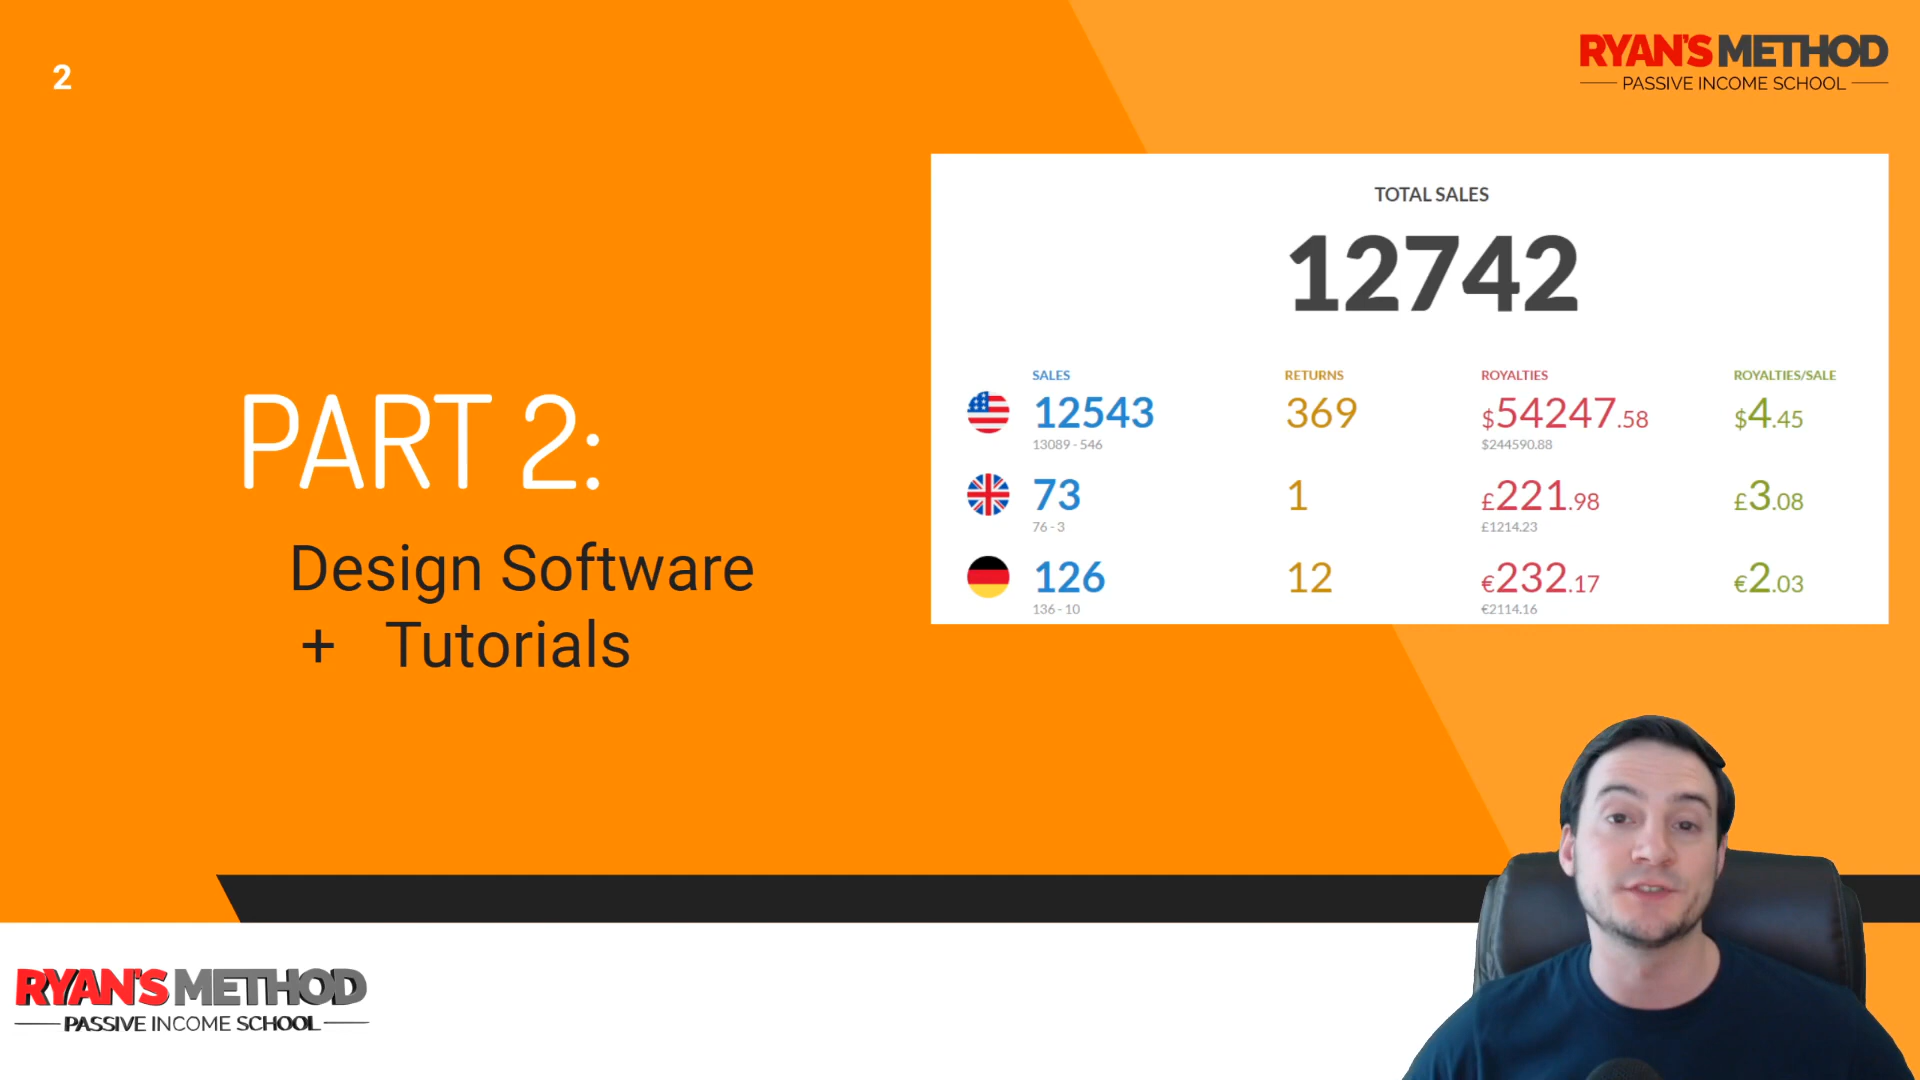 2
RYAN'S METHOD
PASSIVE INCOME SCHOOL
TOTAL SALES
12742
SALES RETURNS ROYALTIES ROYALTIES/SALE
12543 369 $54247.58 $4.45
13089 - 546 $244590.88
73 1 £221.98 £3.08
76 - 3 £1214.23
126 12 €232.17 €2.03
136 - 10 €2114.16
PART 2:
Design Software
+ Tutorials
RYAN'S METHOD
PASSIVE INCOME SCHOOL